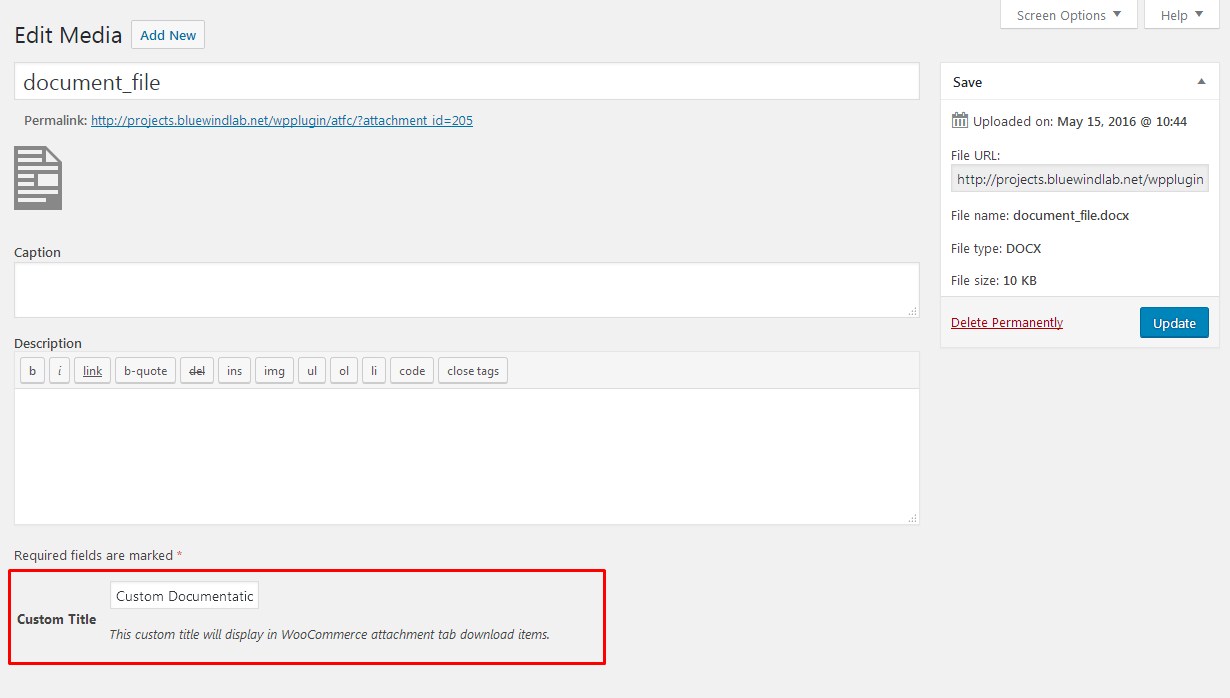 Screen Options
Help
Edit Media
Add New
document_file
Permalink: http://projects.bluewindlab.net/wpplugin/atfc/?attachment_id=205
Save
Uploaded on: May 15, 2016 @ 10:44
File URL:
http://projects.bluewindlab.net/wpplugin
File name: document_file.docx
File type: DOCX
File size: 10 KB
Delete Permanently
Update
Caption
Description
b i link b-quote del ins img ul ol li code close tags
Required fields are marked *
Custom Title
Custom Documentatic
This custom title will display in WooCommerce attachment tab download items.